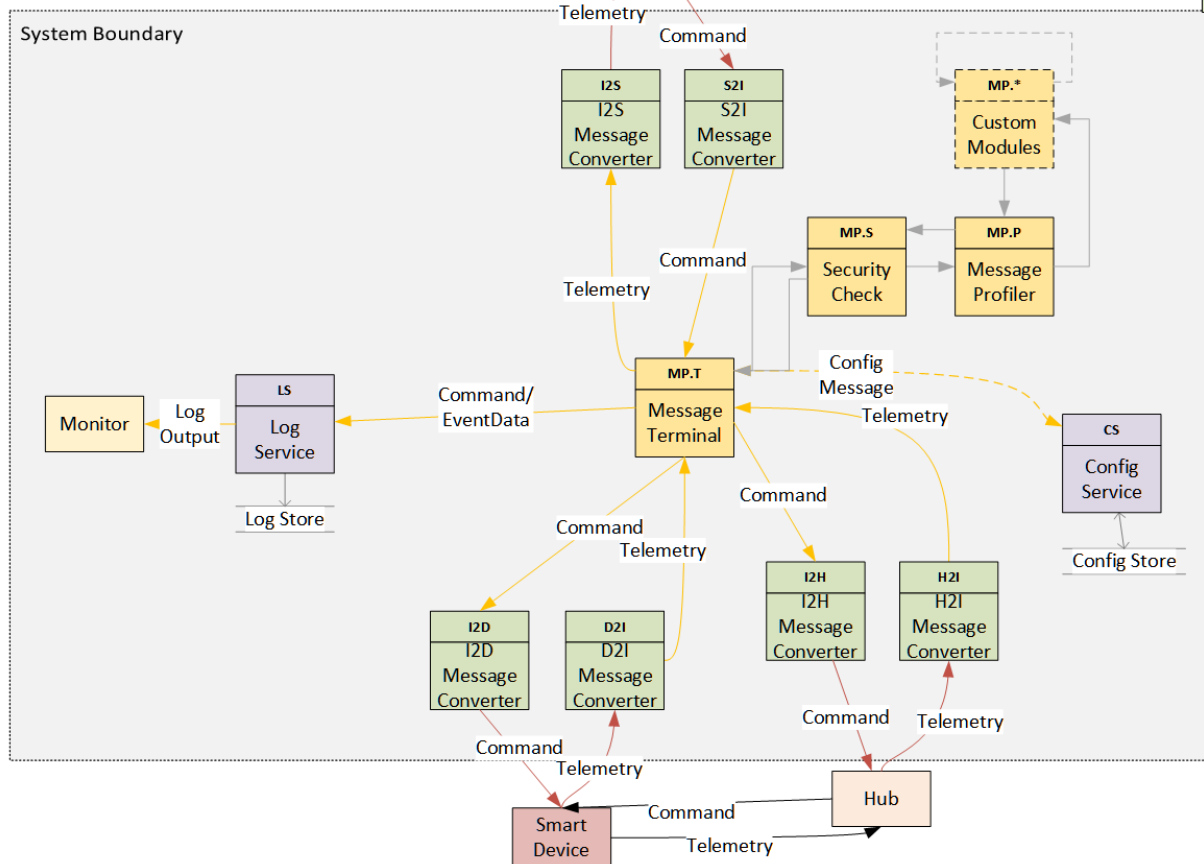 Telemetry
System Boundary
Command
I2S
I2S
Message
Converter
S2I
S2I
Message
Converter
MP.*
Custom
Modules
MP.S
Security
Check
MP.P
Message
Profiler
Command
Telemetry
MP.T
Message
Terminal
Config
Message
Telemetry
Command/
EventData
LS
Log
Service
Log
Output
Monitor
CS
Config
Service
Log Store
Command
Command
Telemetry
Config Store
I2D
I2D
Message
Converter
D2I
D2I
Message
Converter
I2H
I2H
Message
Converter
H2I
H2I
Message
Converter
Command
Telemetry
Command
Telemetry
Hub
Command
Smart
Device
Telemetry